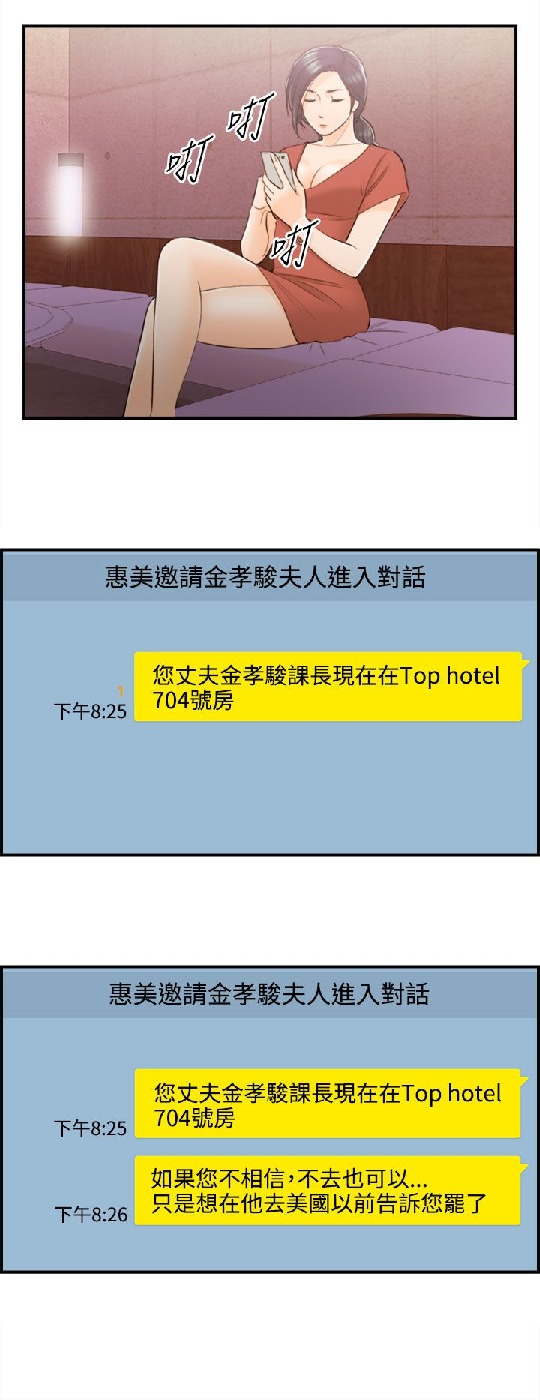 叮
叮
叮
惠美邀請金孝駿夫人進入對話
您丈夫金孝駿課長現在在Top hotel
704號房
1
下午8:25
惠美邀請金孝駿夫人進入對話
您丈夫金孝駿課長現在在Top hotel
704號房
下午8:25
如果您不相信，不去也可以...
只是想在他去美國以前告訴您罷了
下午8:26